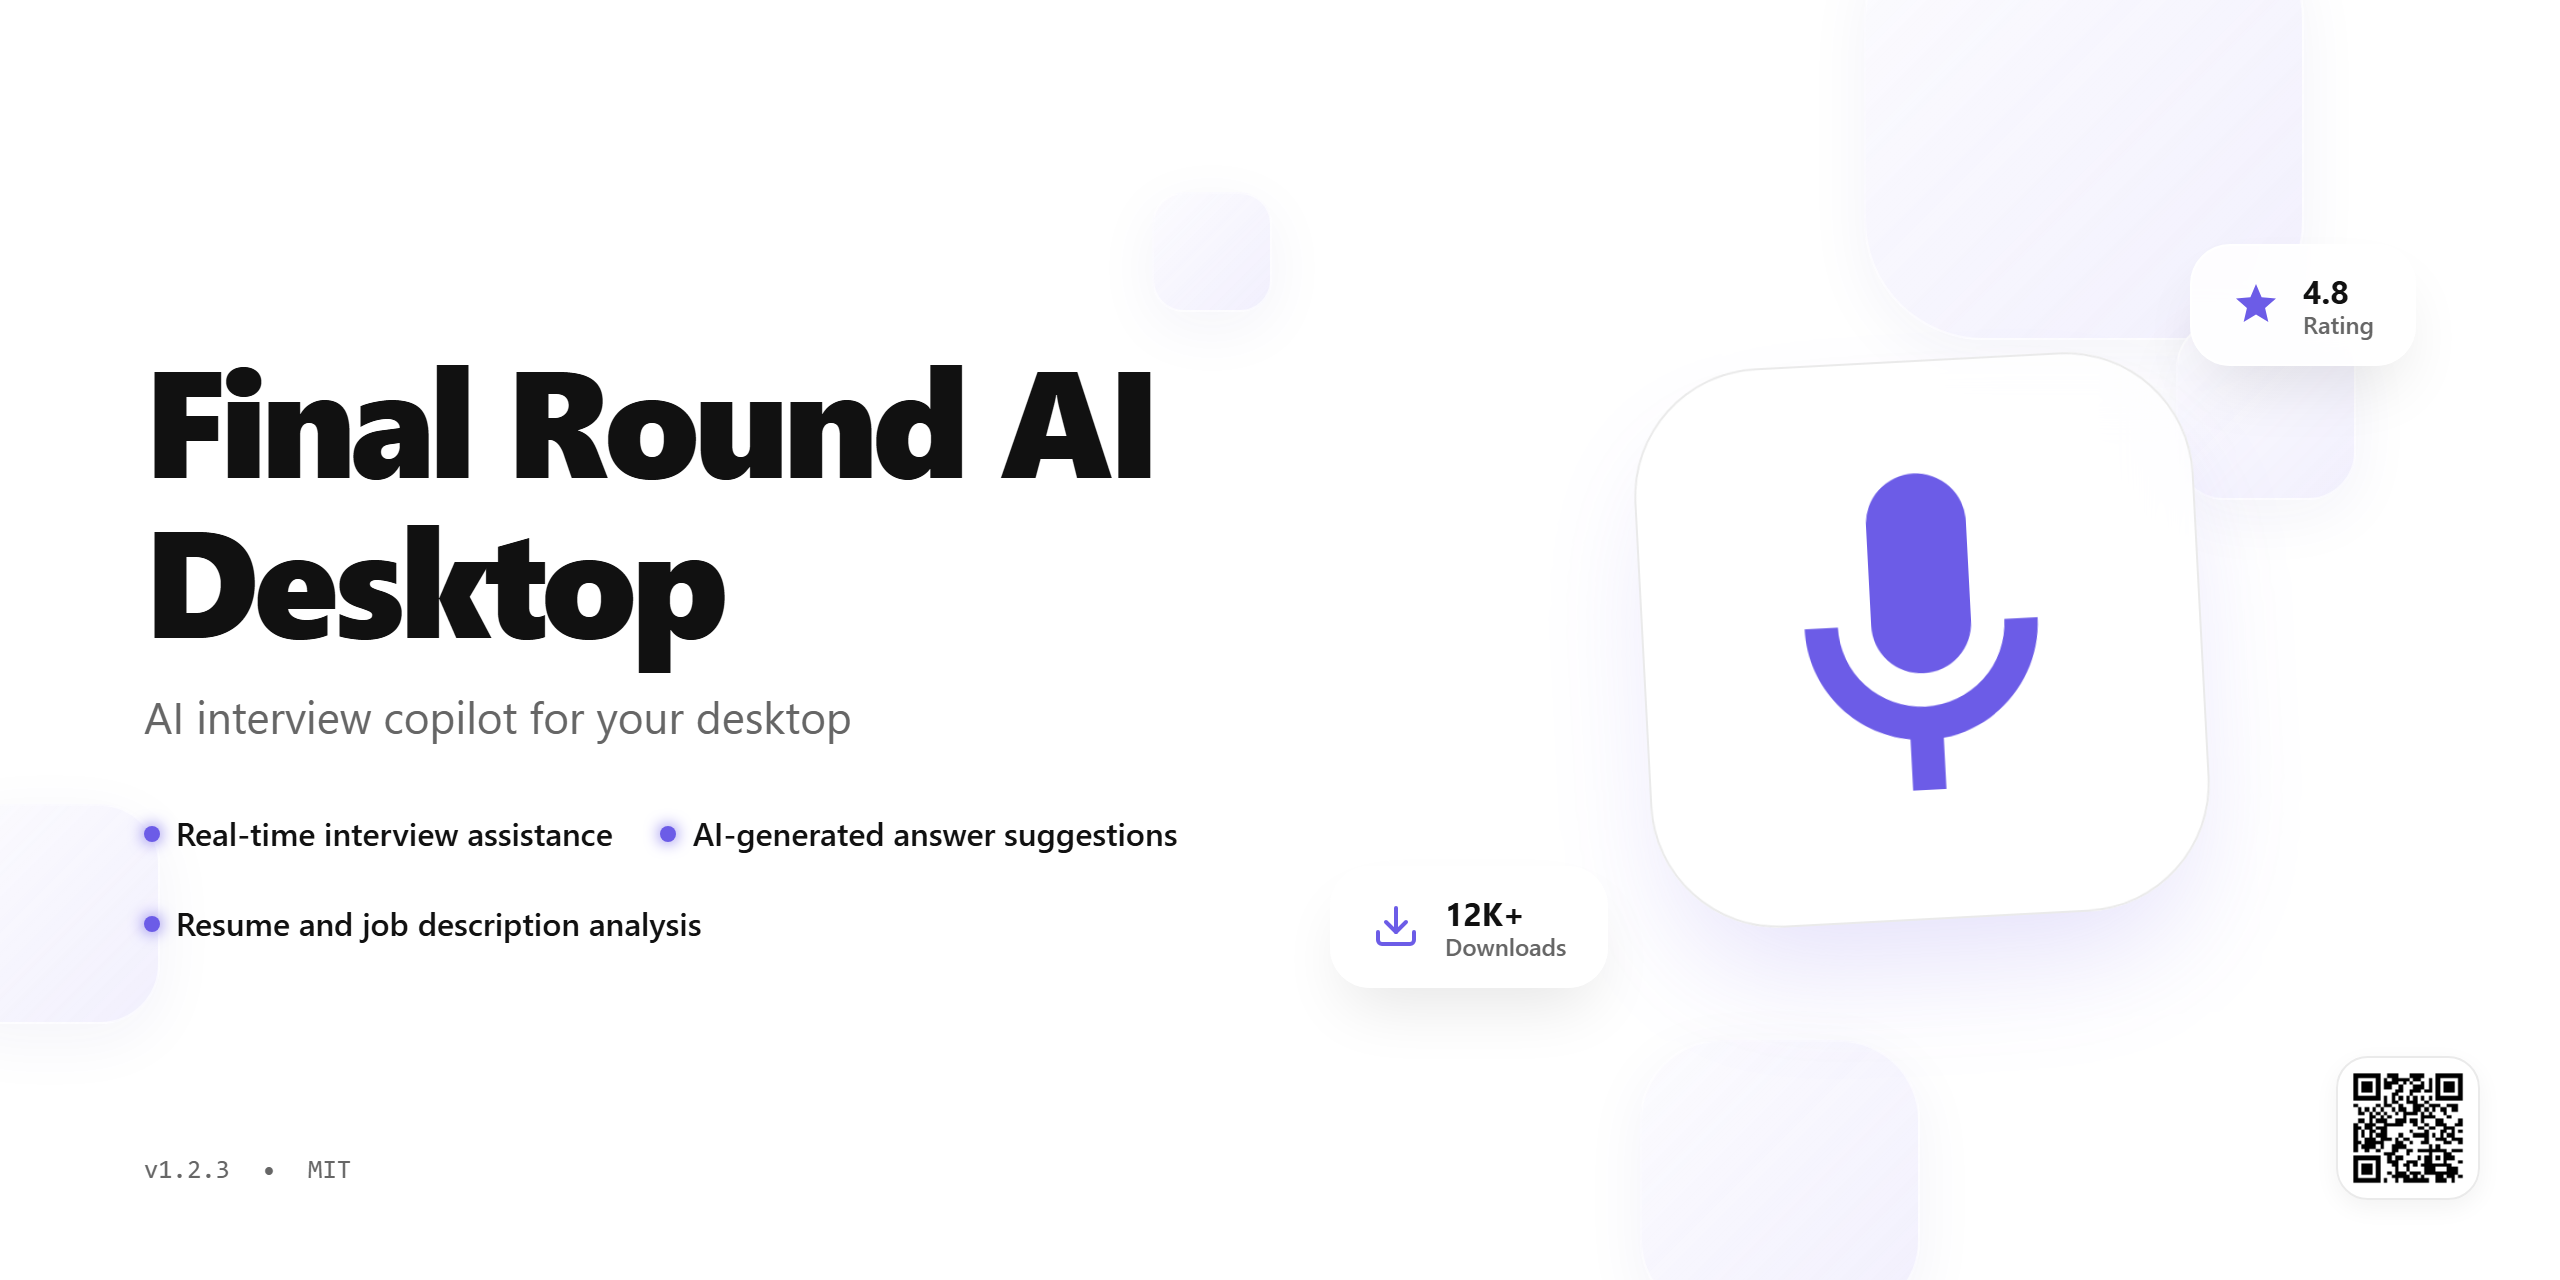 Final Round AI
Desktop
AI interview copilot for your desktop
Real-time interview assistance
AI-generated answer suggestions
Resume and job description analysis
v1.2.3 • MIT
4.8
Rating
12K+
Downloads